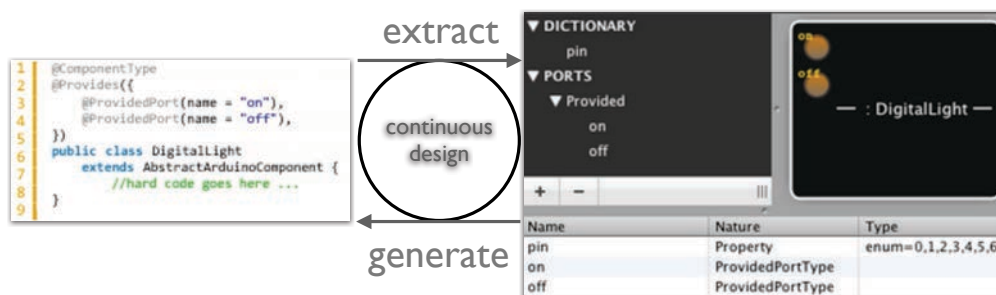 extract
continuous
design
generate
1 @ComponentType
2 @Provides({
3 @ProvidedPort(name = "on"),
4 @ProvidedPort(name = "off"),
5 })
6 public class DigitalLight
7 extends AbstractArduinoComponent {
8 //hard code goes here ...
9 }
▼ DICTIONARY
pin
▼ PORTS
▼ Provided
on
off
+ −
on
off
— : DigitalLight —
Name Nature Type
pin Property enum=0,1,2,3,4,5,6
on ProvidedPortType
off ProvidedPortType